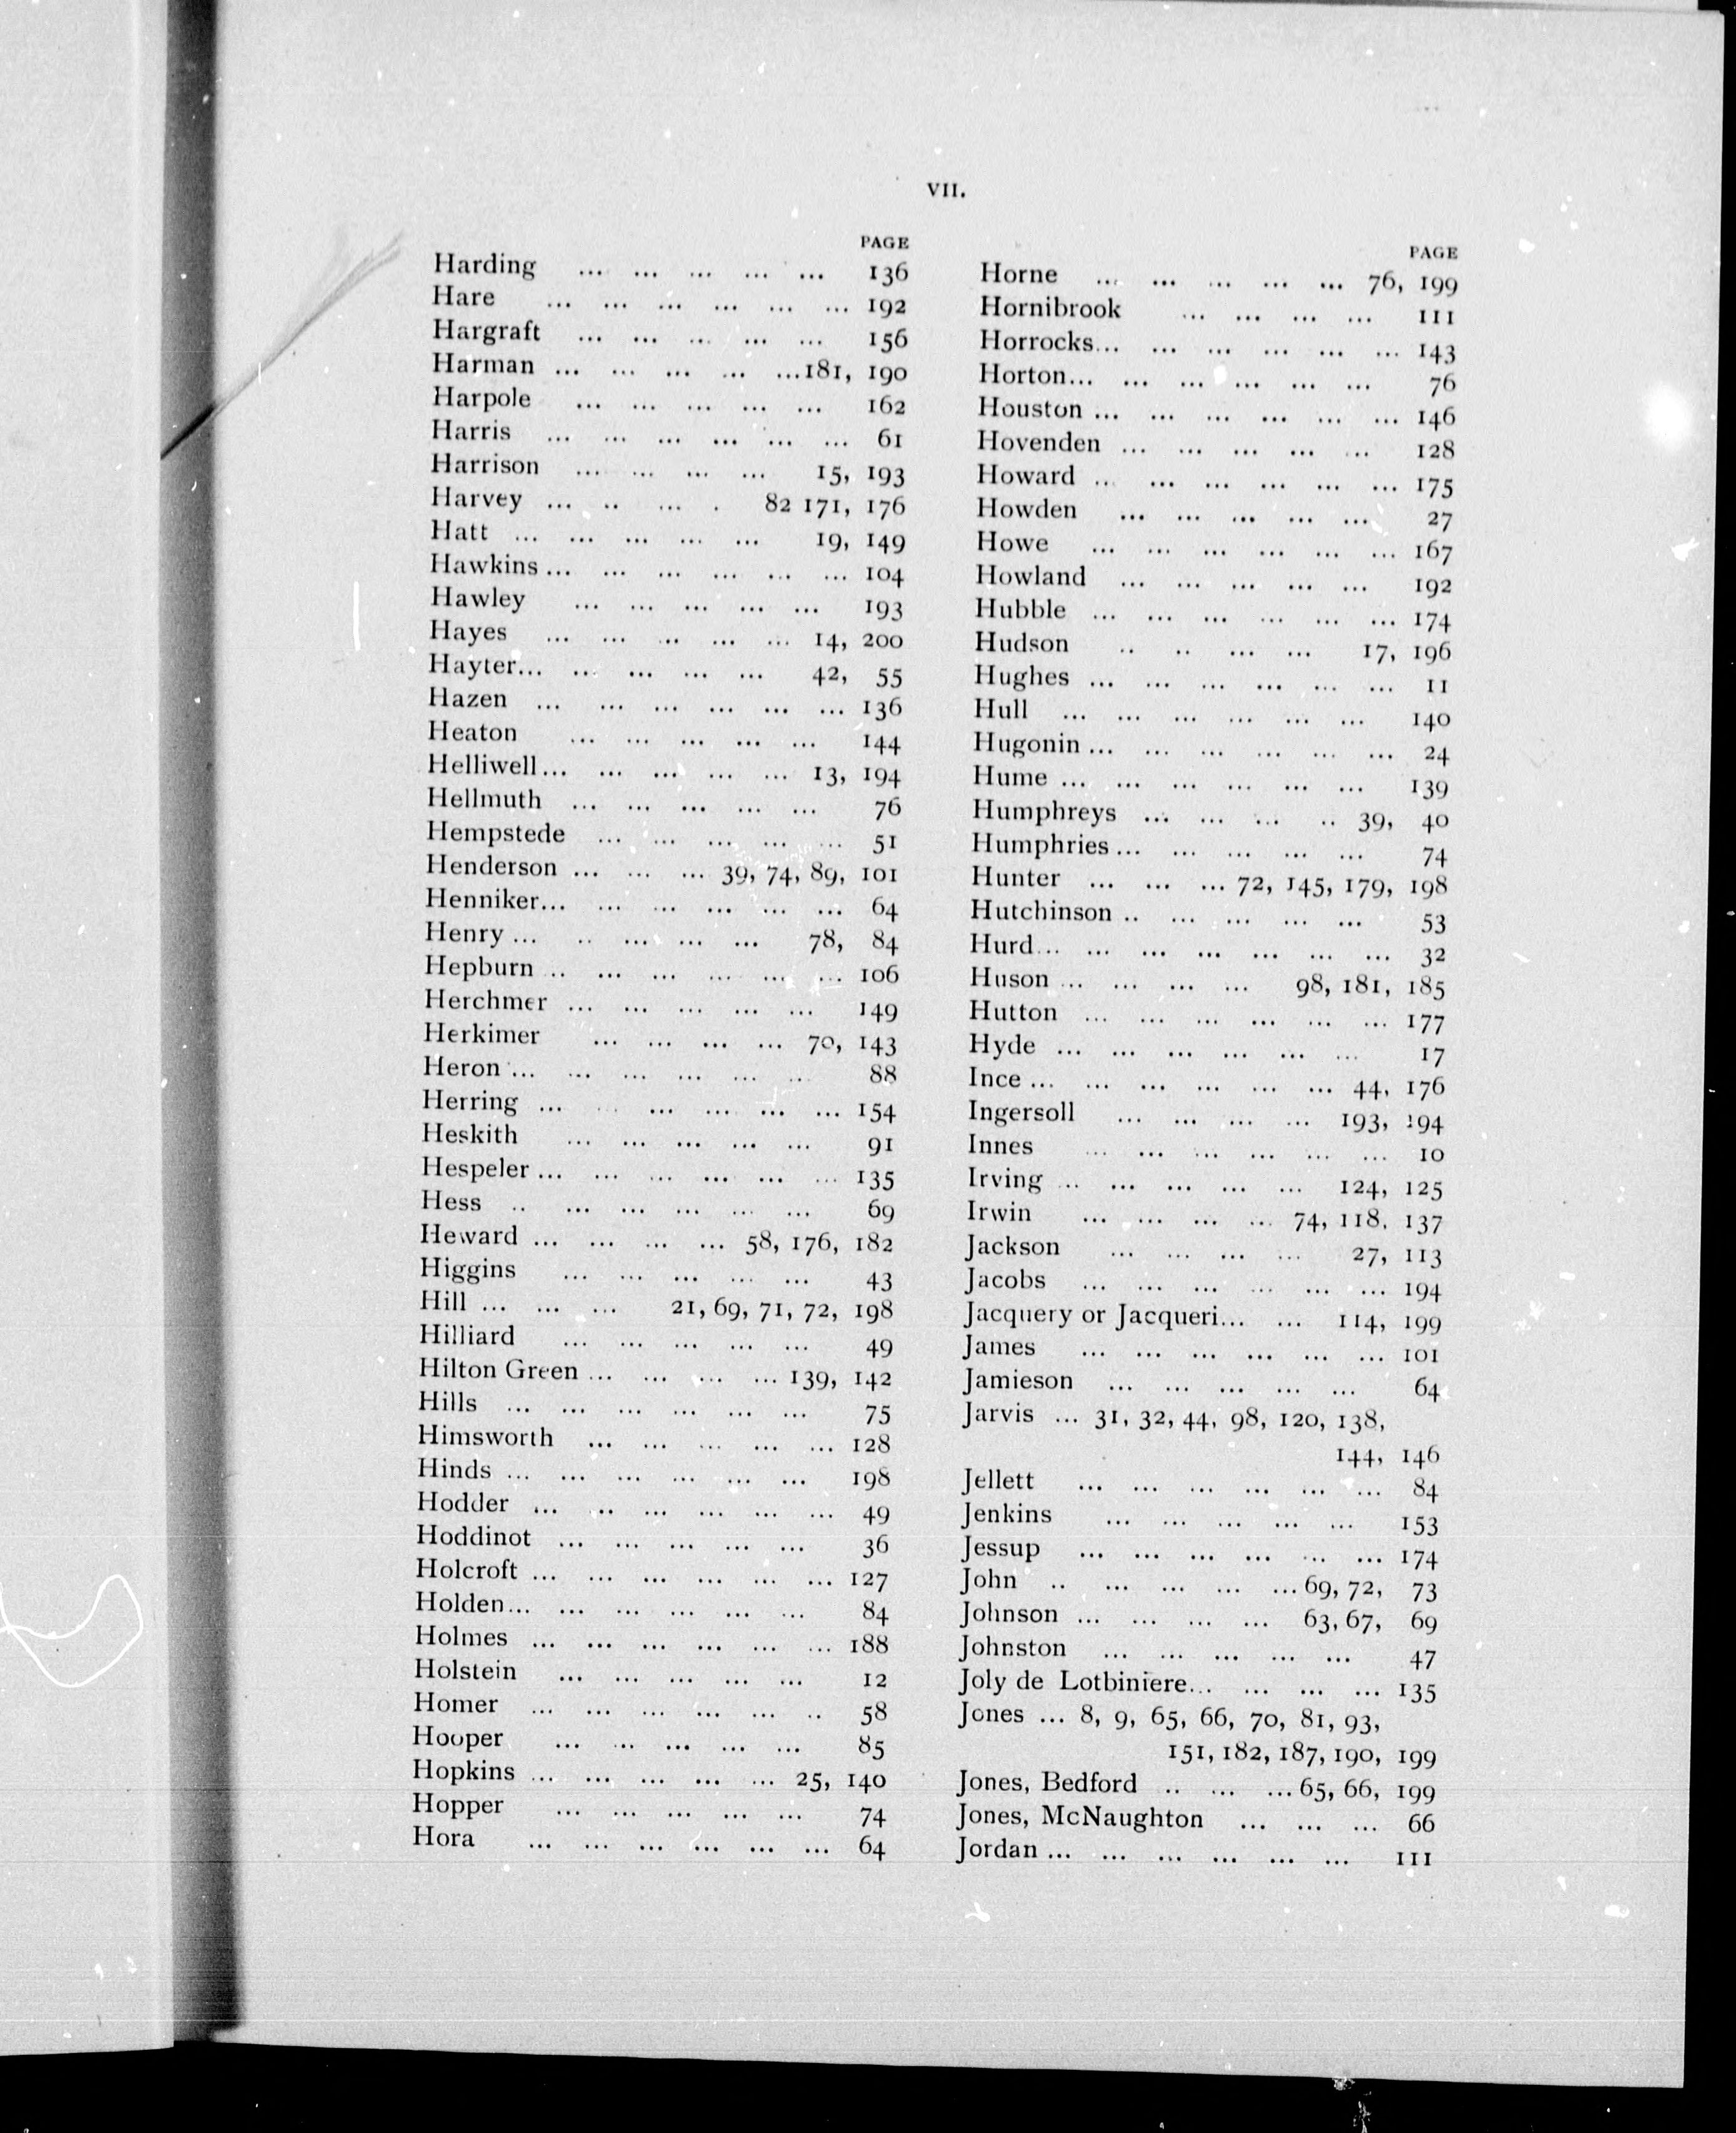 VII.
PAGE
Harding ... ... ... ... ... 136
Hare ... ... ... ... ... ... 192
Hargraft ... ... ... ... ... 156
Harman ... ... ... ... ...181, 190
Harpole ... ... ... ... ... 162
Harris ... ... ... ... ... ... 61
Harrison ... ... ... ... 15, 193
Harvey ... .. ... . 82 171, 176
Hatt ... ... ... ... ... 19, 149
Hawkins ... ... ... ... ... ... 104
Hawley ... ... ... ... ... 193
Hayes ... ... ... ... ... 14, 200
Hayter... ... ... ... ... 42, 55
Hazen ... ... ... ... ... ... 136
Heaton ... ... ... ... ... 144
Helliwell... ... ... ... ... 13, 194
Hellmuth ... ... ... ... ... 76
Hempstede ... ... ... ... ... 51
Henderson ... ... ... 39, 74, 89, 101
Henniker... ... ... ... ... ... 64
Henry ... .. ... ... ... 78, 84
Hepburn .. ... ... ... ... ... 106
Herchmer ... ... ... ... ... 149
Herkimer ... ... ... ... 70, 143
Heron ... ... ... ... ... ... 88
Herring ... ... ... ... ... ... 154
Heskith ... ... ... ... ... 91
Hespeler ... ... ... ... ... ... 135
Hess .. ... ... ... ... ... 69
Heward ... ... ... ... 58, 176, 182
Higgins ... ... ... ... ... 43
Hill ... ... ... 21, 69, 71, 72, 198
Hilliard ... ... ... ... ... 49
Hilton Green ... ... ... ... 139, 142
Hills ... ... ... ... ... ... 75
Himsworth ... ... ... ... ... 128
Hinds ... ... ... ... ... ... 198
Hodder ... .. ... ... ... ... 49
Hoddinot ... ... ... ... ... 36
Holcroft ... ... ... ... ... ... 127
Holden... ... ... ... ... ... 84
Holmes ... ... ... ... ... ... 188
Holstein ... ... ... ... ... 12
Homer ... ... ... ... ... .. 58
Hooper ... ... ... ... ... 85
Hopkins ... ... ... ... ... 25, 140
Hopper ... ... ... ... ... 74
Hora ... ... ... ... ... ... 64
PAGE
Horne ... ... ... ... ... 76, 199
Hornibrook ... ... ... ... 111
Horrocks... ... ... ... ... ... 143
Horton... ... ... ... ... ... 76
Houston ... ... ... ... ... ... 146
Hovenden ... ... ... ... ... 128
Howard ... ... ... ... ... ... 175
Howden ... ... ... ... ... 27
Howe ... ... ... ... ... ... 167
Howland ... ... ... ... ... 192
Hubble ... ... ... ... ... ... 174
Hudson .. .. ... ... 17, 196
Hughes ... ... ... ... ... ... 11
Hull ... ... ... ... ... ... 140
Hugonin ... ... ... ... ... ... 24
Hume ... ... ... ... ... ... 139
Humphreys ... ... ... .. 39, 40
Humphries ... ... ... ... ... 74
Hunter ... ... ... 72, 145, 179, 198
Hutchinson .. ... ... ... ... 53
Hurd... ... ... ... ... ... ... 32
Huson ... ... ... ... 98, 181, 185
Hutton ... ... ... ... ... ... 177
Hyde ... ... ... ... ... ... 17
Ince ... ... ... ... ... ... 44, 176
Ingersoll ... ... ... ... 193, 194
Innes ... ... ... ... ... ... 10
Irving .. ... ... ... ... 124, 125
Irwin ... ... ... ... 74, 118, 137
Jackson ... ... ... ... 27, 113
Jacobs ... ... ... ... ... ... 194
Jacquery or Jacqueri... ... 114, 199
James ... ... ... ... ... ... 101
Jamieson ... ... ... ... ... 64
Jarvis ... 31, 32, 44, 98, 120, 138,
144, 146
Jellett ... ... ... ... ... ... 84
Jenkins ... ... ... ... ... 153
Jessup ... ... ... ... ... ... 174
John .. ... ... ... ...69, 72, 73
Johnson ... ... ... ... 63, 67, 69
Johnston ... ... ... ... ... 47
Joly de Lotbiniere... ... ... ... 135
Jones ... 8, 9, 65, 66, 70, 81, 93,
151, 182, 187, 190, 199
Jones, Bedford .. ... ...65, 66, 199
Jones, McNaughton ... ... ... 66
Jordan ... ... ... ... ... ... 111